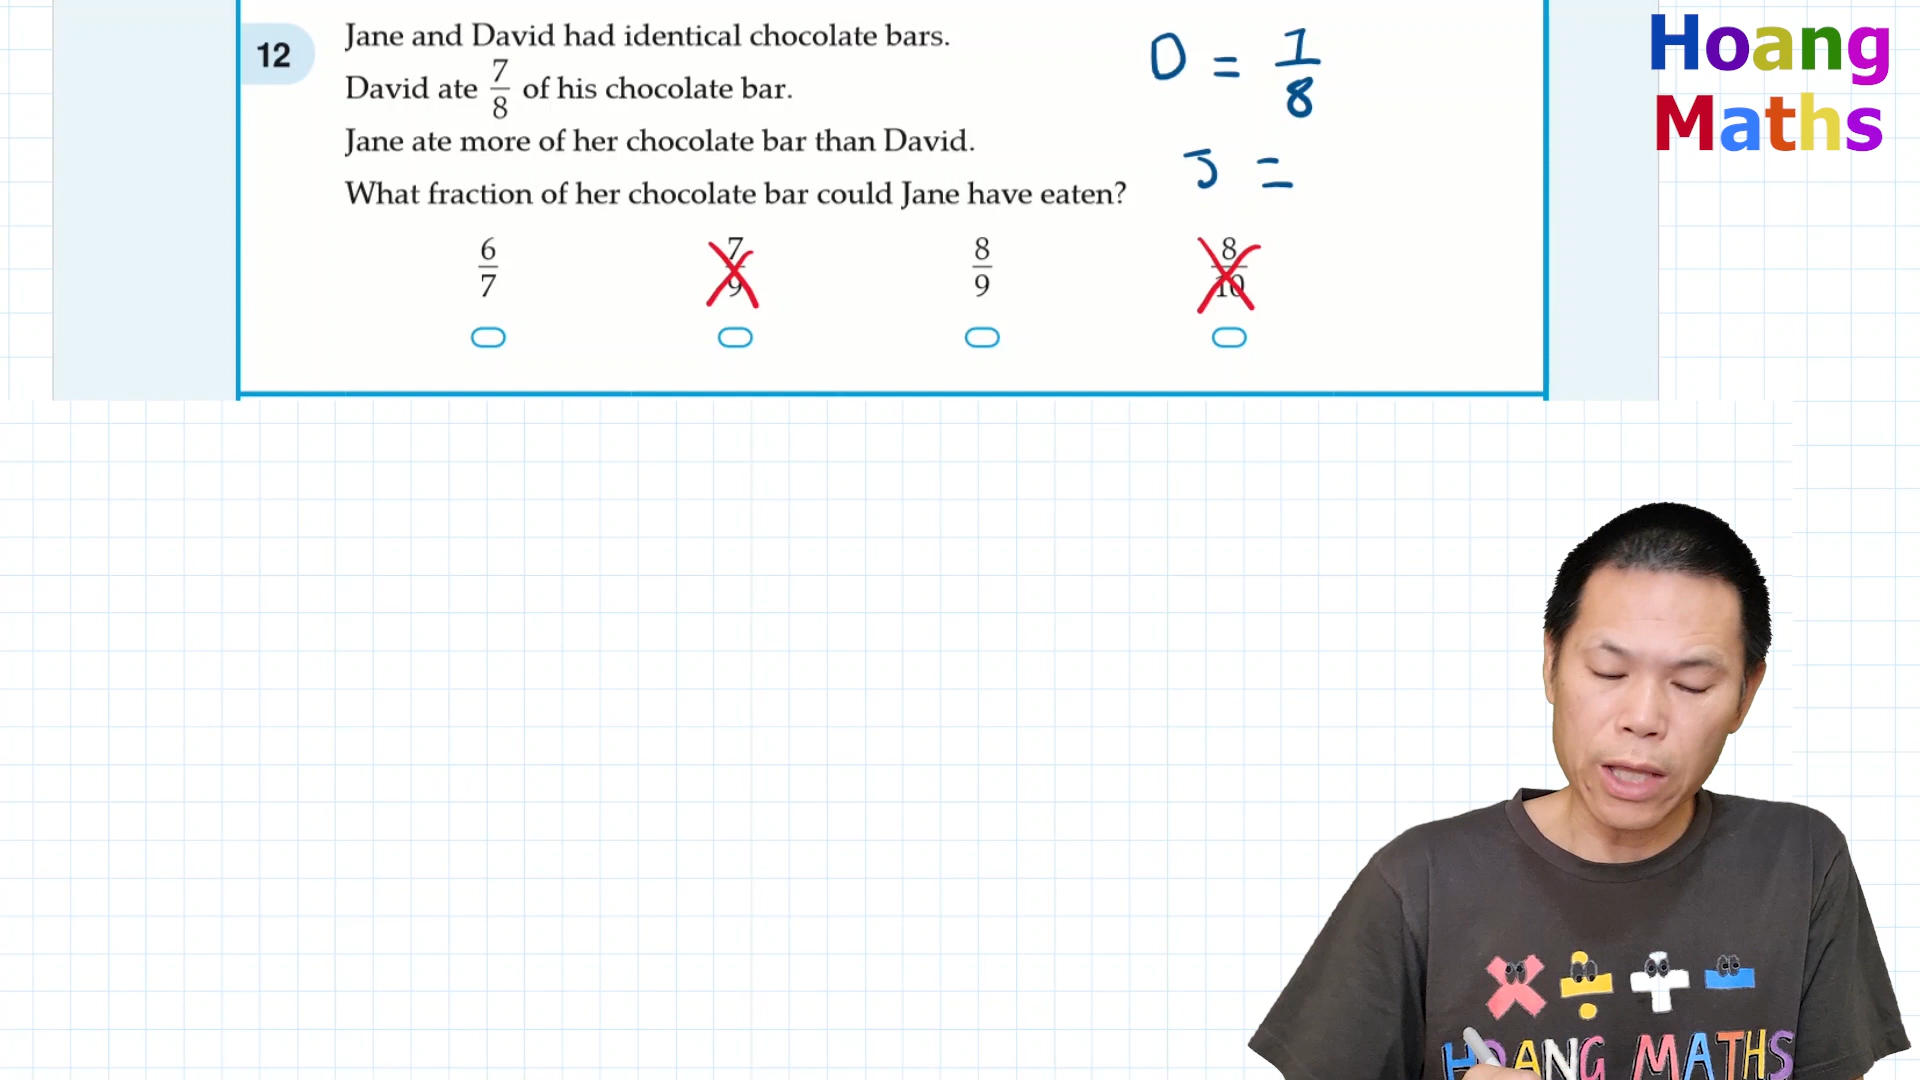 12
Jane and David had identical chocolate bars.
David ate 7/8 of his chocolate bar.
Jane ate more of her chocolate bar than David.
What fraction of her chocolate bar could Jane have eaten?
6/7 7/9 8/9 8/10
D = 1/8
J =
Hoang
Maths
HOANG MATHS